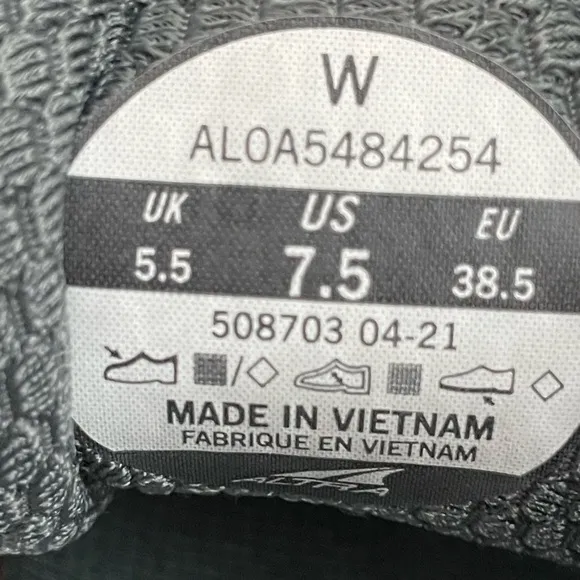 W
AL0A5484254
UK US EU
5.5 7.5 38.5
508703 04-21
/
MADE IN VIETNAM
FABRIQUE EN VIETNAM
ALTRA